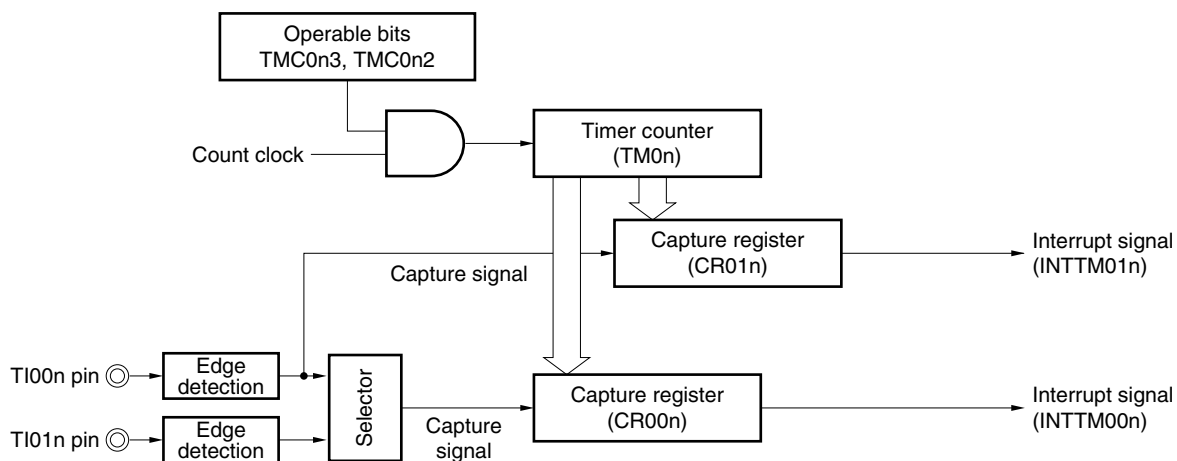 Operable bits
TMC0n3, TMC0n2
Count clock
Timer counter
(TM0n)
Capture register
(CR01n)
Interrupt signal
(INTTM01n)
Capture signal
TI00n pin
Edge
detection
Selector
Capture register
(CR00n)
Interrupt signal
(INTTM00n)
TI01n pin
Edge
detection
Capture
signal